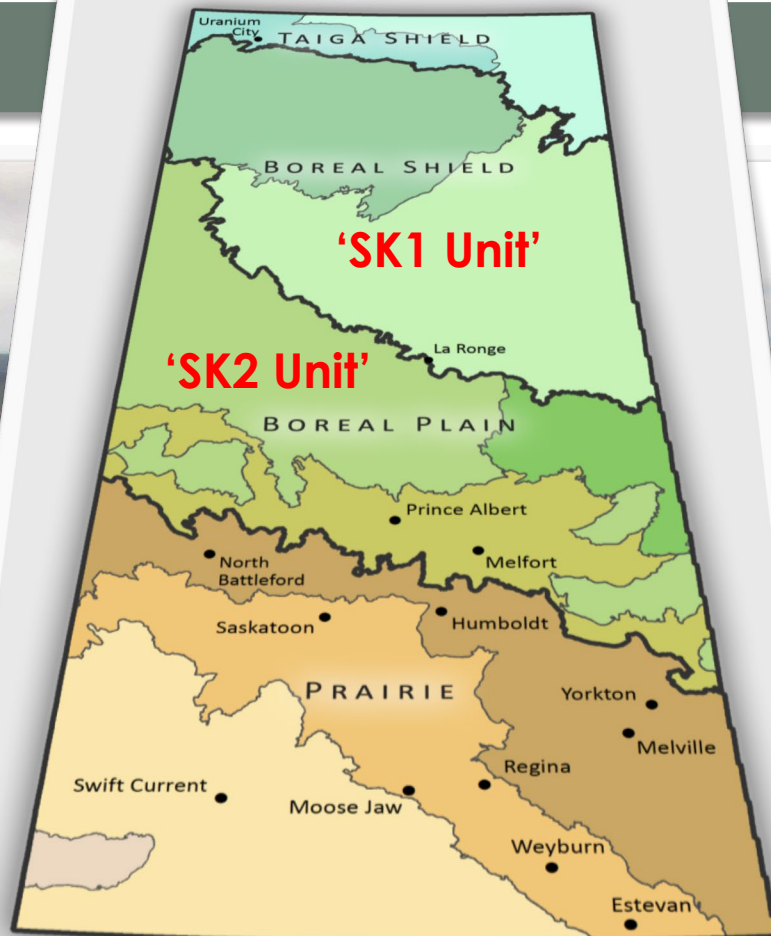 Uranium
City
TAIGA SHIELD
BOREAL SHIELD
‘SK1 Unit’
La Ronge
‘SK2 Unit’
BOREAL PLAIN
Prince Albert
Melfort
North
Battleford
Saskatoon
Humboldt
PRAIRIE
Yorkton
Melville
Regina
Swift Current
Moose Jaw
Weyburn
Estevan